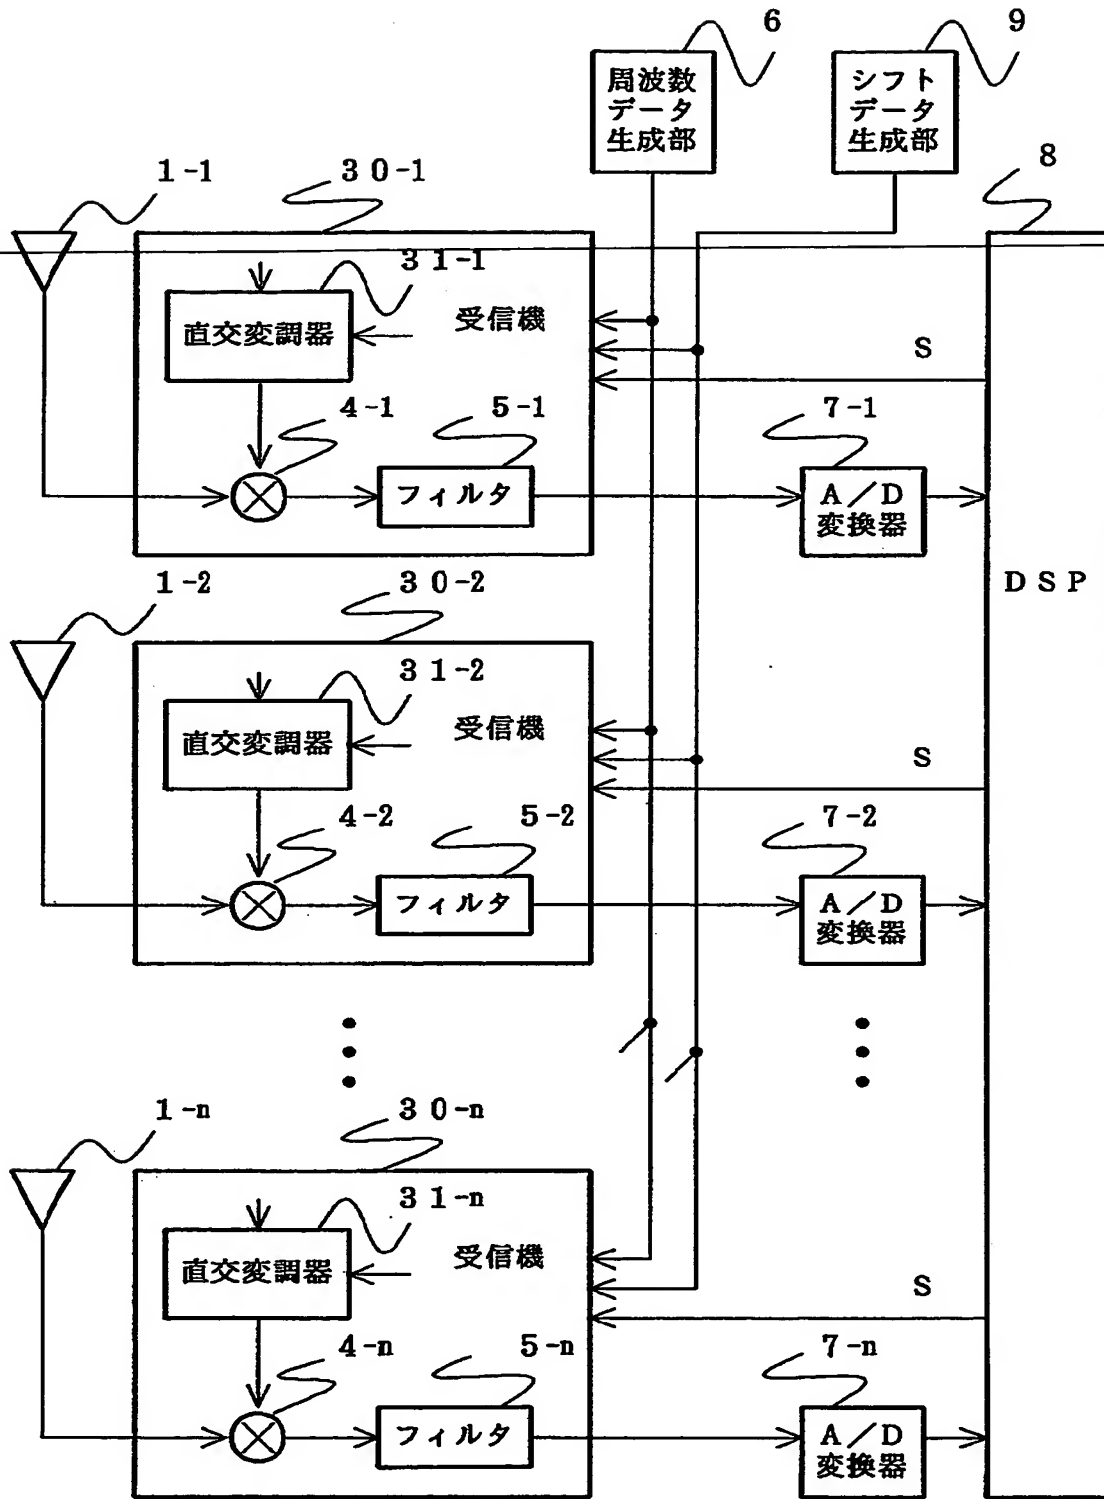 6
9
周波数
データ
生成部
シフト
データ
生成部
8
1-1
30-1
31-1
直交変調器
受信機
S
4-1
5-1
7-1
フィルタ
A/D
変換器
DSP
1-2
30-2
31-2
直交変調器
受信機
S
4-2
5-2
7-2
フィルタ
A/D
変換器
1-n
30-n
31-n
直交変調器
受信機
S
4-n
5-n
7-n
フィルタ
A/D
変換器